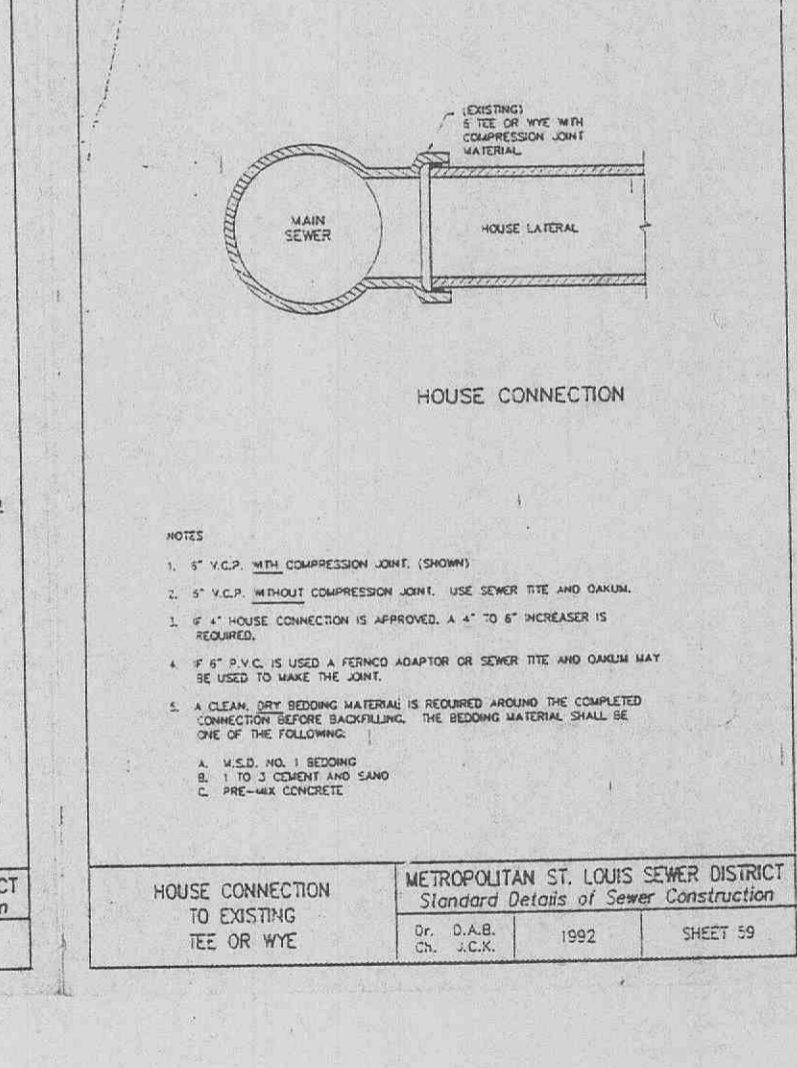 (EXISTING)
6 TEE OR WYE WITH
COMPRESSION JOINT
MATERIAL
MAIN
SEWER
HOUSE LATERAL
HOUSE CONNECTION
NOTES
1. 6" V.C.P. WITH COMPRESSION JOINT. (SHOWN)
2. 6" V.C.P. WITHOUT COMPRESSION JOINT. USE SEWER TITE AND OAKUM.
3. IF 4" HOUSE CONNECTION IS APPROVED, A 4" TO 6" INCREASER IS
REQUIRED.
4. IF 6" P.V.C. IS USED A FERNCO ADAPTOR OR SEWER TITE AND OAKUM MAY
BE USED TO MAKE THE JOINT.
5. A CLEAN, DRY BEDDING MATERIAL IS REQUIRED AROUND THE COMPLETED
CONNECTION BEFORE BACKFILLING. THE BEDDING MATERIAL SHALL BE
ONE OF THE FOLLOWING:
A. M.S.D. NO. 1 BEDDING
B. 1 TO 3 CEMENT AND SAND
C. PRE-MIX CONCRETE
CT
n
HOUSE CONNECTION
TO EXISTING
TEE OR WYE
METROPOLITAN ST. LOUIS SEWER DISTRICT
Standard Details of Sewer Construction
Dr. D.A.B.
Ch. J.C.K.
1992
SHEET 59